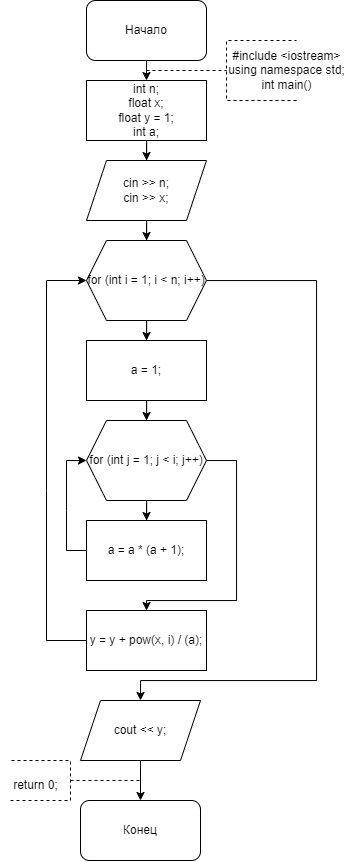 Начало
#include <iostream>
using namespace std;
int main()
int n;
float x;
float y = 1;
int a;
cin >> n;
cin >> x;
for (int i = 1; i < n; i++)
a = 1;
for (int j = 1; j < i; j++)
a = a * (a + 1);
y = y + pow(x, i) / (a);
cout << y;
return 0;
Конец